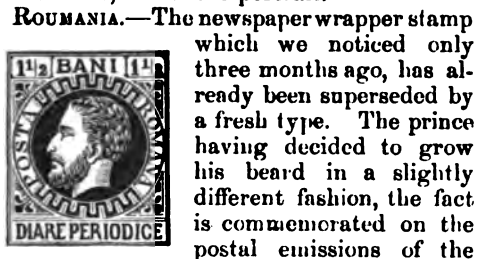 ROUMANIA.—The newspaper wrapper stamp
which we noticed only
three months ago, has al-
ready been superseded by
a fresh type. The prince
having decided to grow
his beard in a slightly
different fashion, the fact
is commemorated on the
postal emissions of the
1½ BANI 1½
POSTA ROMANA
DIARE PERIODICE